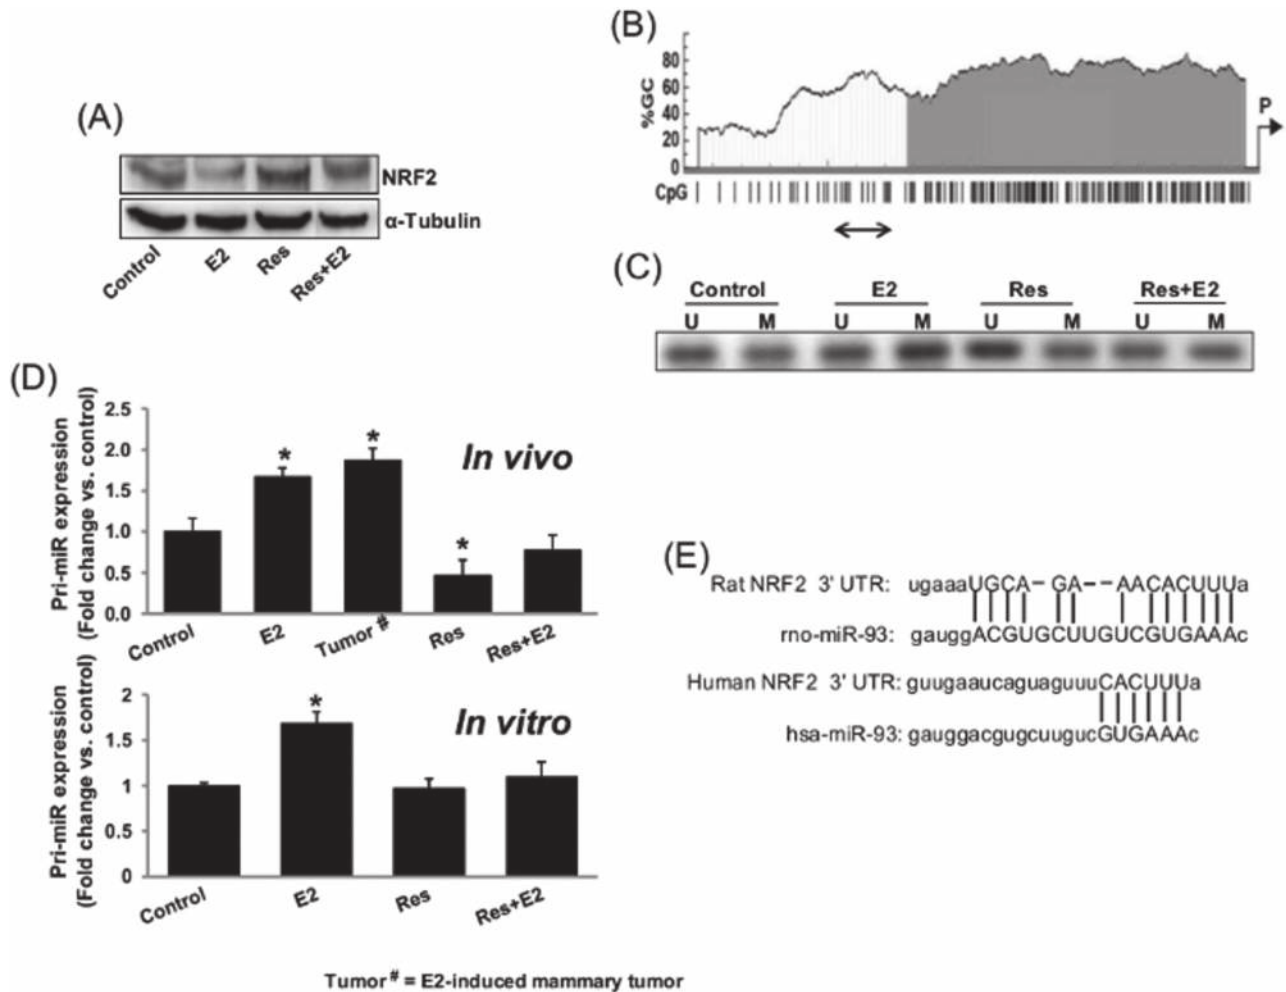 (A)
NRF2
α-Tubulin
Control
E2
Res
Res+E2
(B)
%GC
80
60
40
20
0
P
CpG
(C)
Control E2 Res Res+E2
U M U M U M U M
(D)
Pri-miR expression
(Fold change vs. control)
2.5
2.0
1.5
1.0
0.5
0.0
* * *
In vivo
Control
E2
Tumor #
Res
Res+E2
Pri-miR expression
(Fold change vs. control)
2
1.5
1
0.5
0
*
In vitro
Control
E2
Res
Res+E2
Tumor # = E2-induced mammary tumor
(E)
Rat NRF2 3' UTR: ugaaaUGCA-GA--AACACUUUa
rno-miR-93: gauggACGUGCUUGUCGUGAAAc
Human NRF2 3' UTR: guugaaucaguaguuuCACUUUa
hsa-miR-93: gauggacgugcuugucGUGAAAc